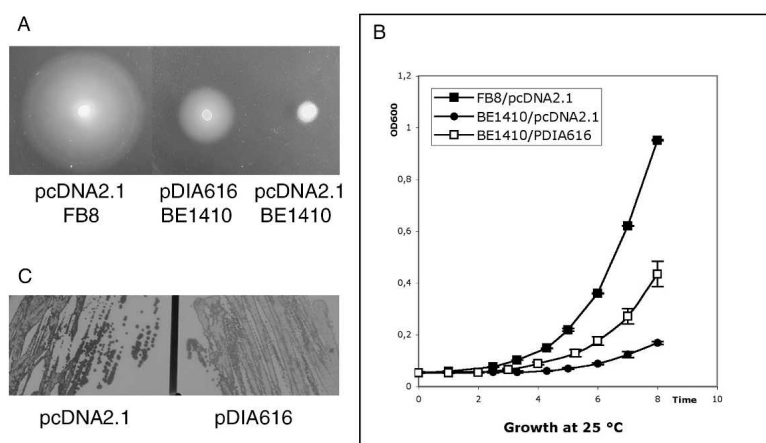 A
pcDNA2.1 pDIA616 pcDNA2.1
FB8 BE1410 BE1410
C
pcDNA2.1 pDIA616
B
1,2
1
0,8
0,6
0,4
0,2
0
OD600
FB8/pcDNA2.1
BE1410/pcDNA2.1
BE1410/PDIA616
0 2 4 6 8 Time 10
Growth at 25 °C